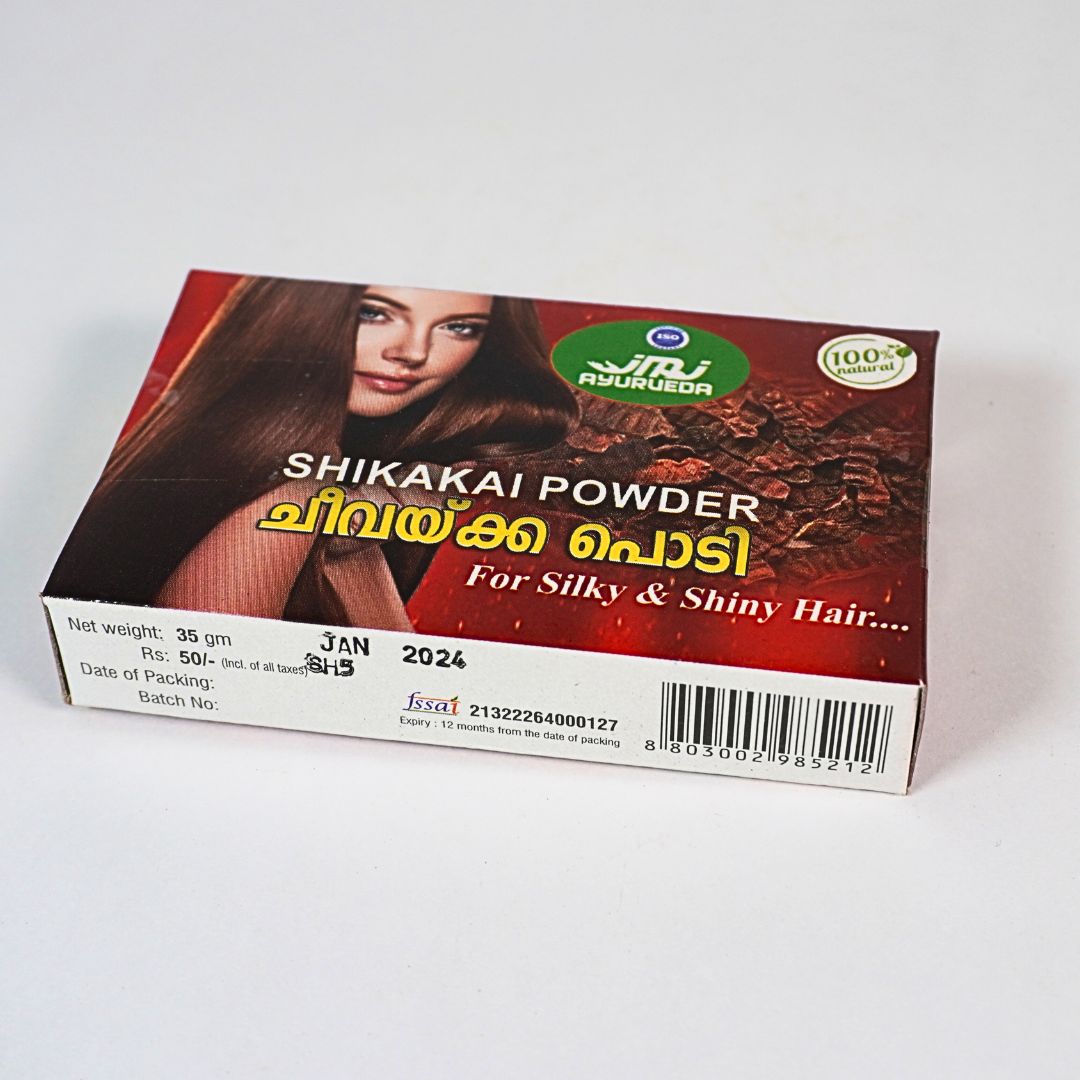 ISO
AYURVEDA
100%
natural
SHIKAKAI POWDER
ചീവയ്ക്ക പൊടി
For Silky & Shiny Hair....
Net weight: 35 gm
Rs: 50/- (Incl. of all taxes)
Date of Packing:
Batch No:
JAN 2024
SH5
fssai 21322264000127
Expiry : 12 months from the date of packing
8 803002 985212